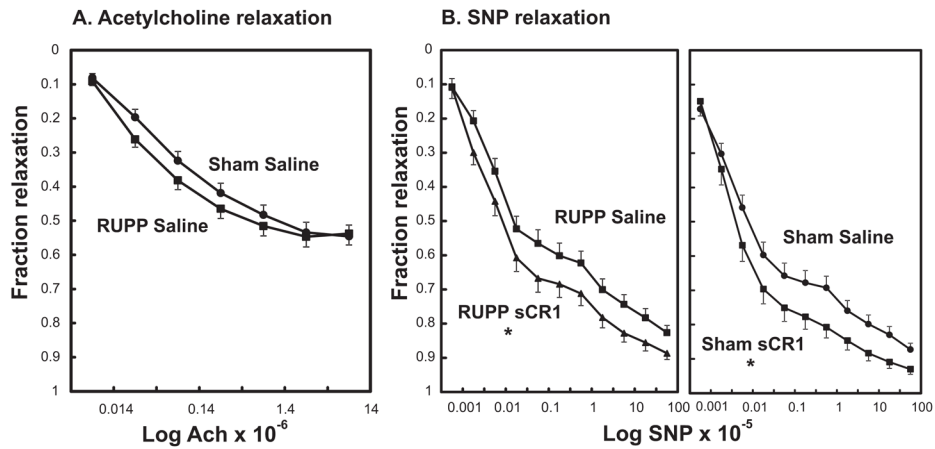 A. Acetylcholine relaxation
B. SNP relaxation
Fraction relaxation
0
0.1
0.2
0.3
0.4
0.5
0.6
0.7
0.8
0.9
1
Sham Saline
RUPP Saline
0.014 0.14 1.4 14
Log Ach x 10-6
Fraction relaxation
0
0.1
0.2
0.3
0.4
0.5
0.6
0.7
0.8
0.9
1
RUPP Saline
RUPP sCR1
*
0.001 0.01 0.1 1 10 100
Sham Saline
Sham sCR1
*
0.001 0.01 0.1 1 10 100
Log SNP x 10-5